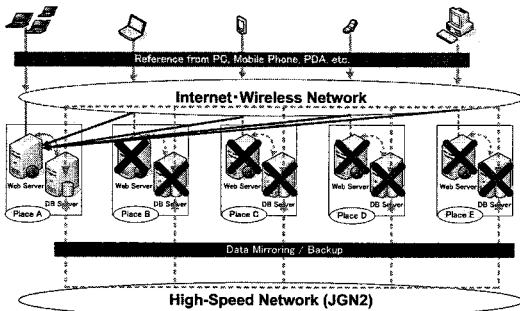 Reference from PC, Mobile Phone, PDA, etc.
Internet・Wireless Network
Web Server
DB Server
Place A
Web Server
DB Server
Place B
Web Server
DB Server
Place C
Web Server
DB Server
Place D
Web Server
DB Server
Place E
Data Mirroring / Backup
High-Speed Network (JGN2)